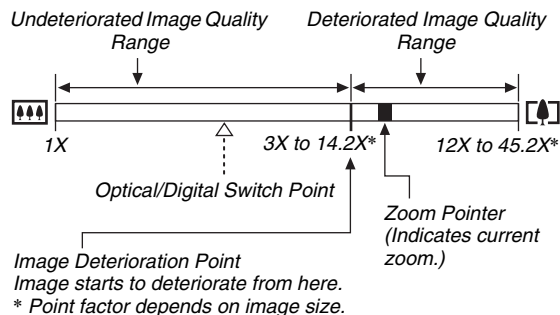 Undeteriorated Image Quality
Range
Deteriorated Image Quality
Range
1X
3X to 14.2X*
12X to 45.2X*
Optical/Digital Switch Point
Zoom Pointer
(Indicates current
zoom.)
Image Deterioration Point
Image starts to deteriorate from here.
* Point factor depends on image size.